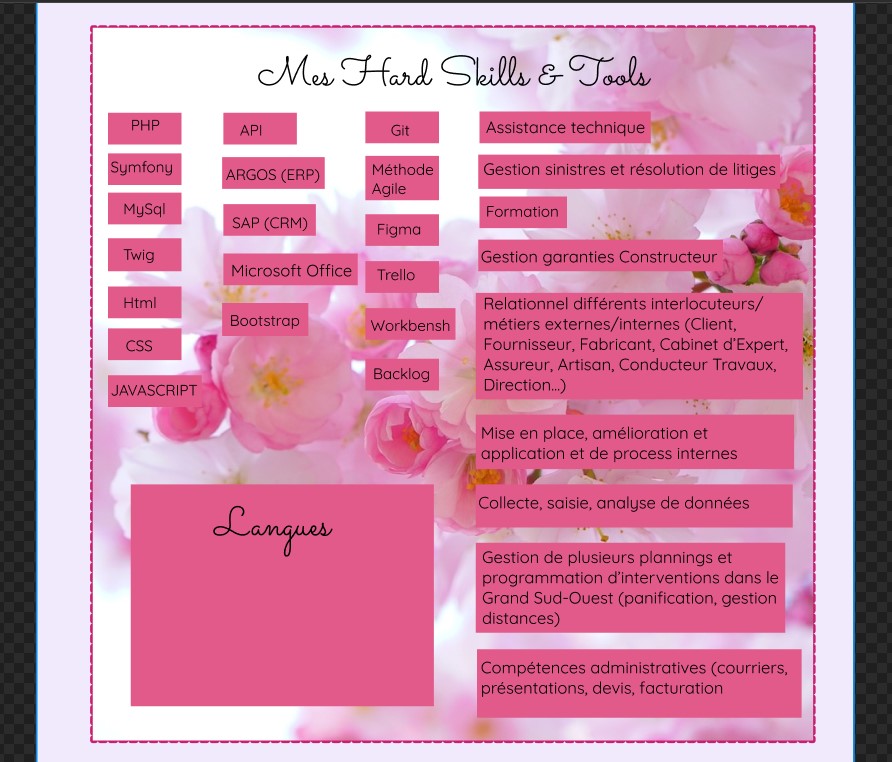 Mes Hard Skills & Tools
PHP
Symfony
MySql
Twig
Html
CSS
JAVASCRIPT
API
ARGOS (ERP)
SAP (CRM)
Microsoft Office
Bootstrap
Git
Méthode
Agile
Figma
Trello
Workbensh
Backlog
Assistance technique
Gestion sinistres et résolution de litiges
Formation
Gestion garanties Constructeur
Relationnel différents interlocuteurs/
métiers externes/internes (Client,
Fournisseur, Fabricant, Cabinet d'Expert,
Assureur, Artisan, Conducteur Travaux,
Direction...)
Mise en place, amélioration et
application et de process internes
Collecte, saisie, analyse de données
Gestion de plusieurs plannings et
programmation d'interventions dans le
Grand Sud-Ouest (panification, gestion
distances)
Compétences administratives (courriers,
présentations, devis, facturation
Langues